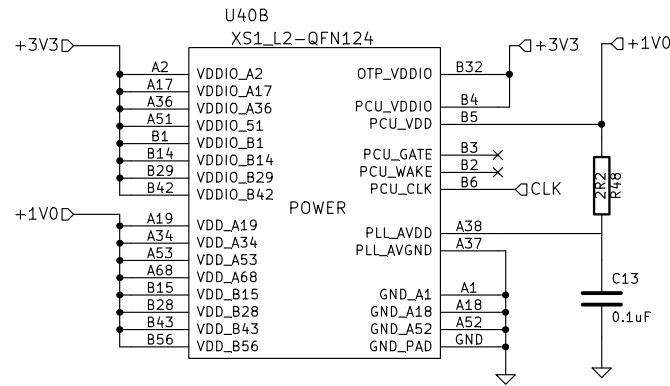 U40B
XS1_L2-QFN124
+3V3
+3V3
+1V0
A2 VDDIO_A2
A17 VDDIO_A17
A36 VDDIO_A36
A51 VDDIO_51
B1 VDDIO_B1
B14 VDDIO_B14
B29 VDDIO_B29
B42 VDDIO_B42
OTP_VDDIO B32
PCU_VDDIO B4
PCU_VDD B5
PCU_GATE B3
PCU_WAKE B2
PCU_CLK B6 CLK
2R2
R48
POWER
+1V0
A19 VDD_A19
A34 VDD_A34
A53 VDD_A53
A68 VDD_A68
B15 VDD_B15
B28 VDD_B28
B43 VDD_B43
B56 VDD_B56
PLL_AVDD A38
PLL_AVGND A37
GND_A1 A1
GND_A18 A18
GND_A52 A52
GND_PAD GND
C13
0.1uF